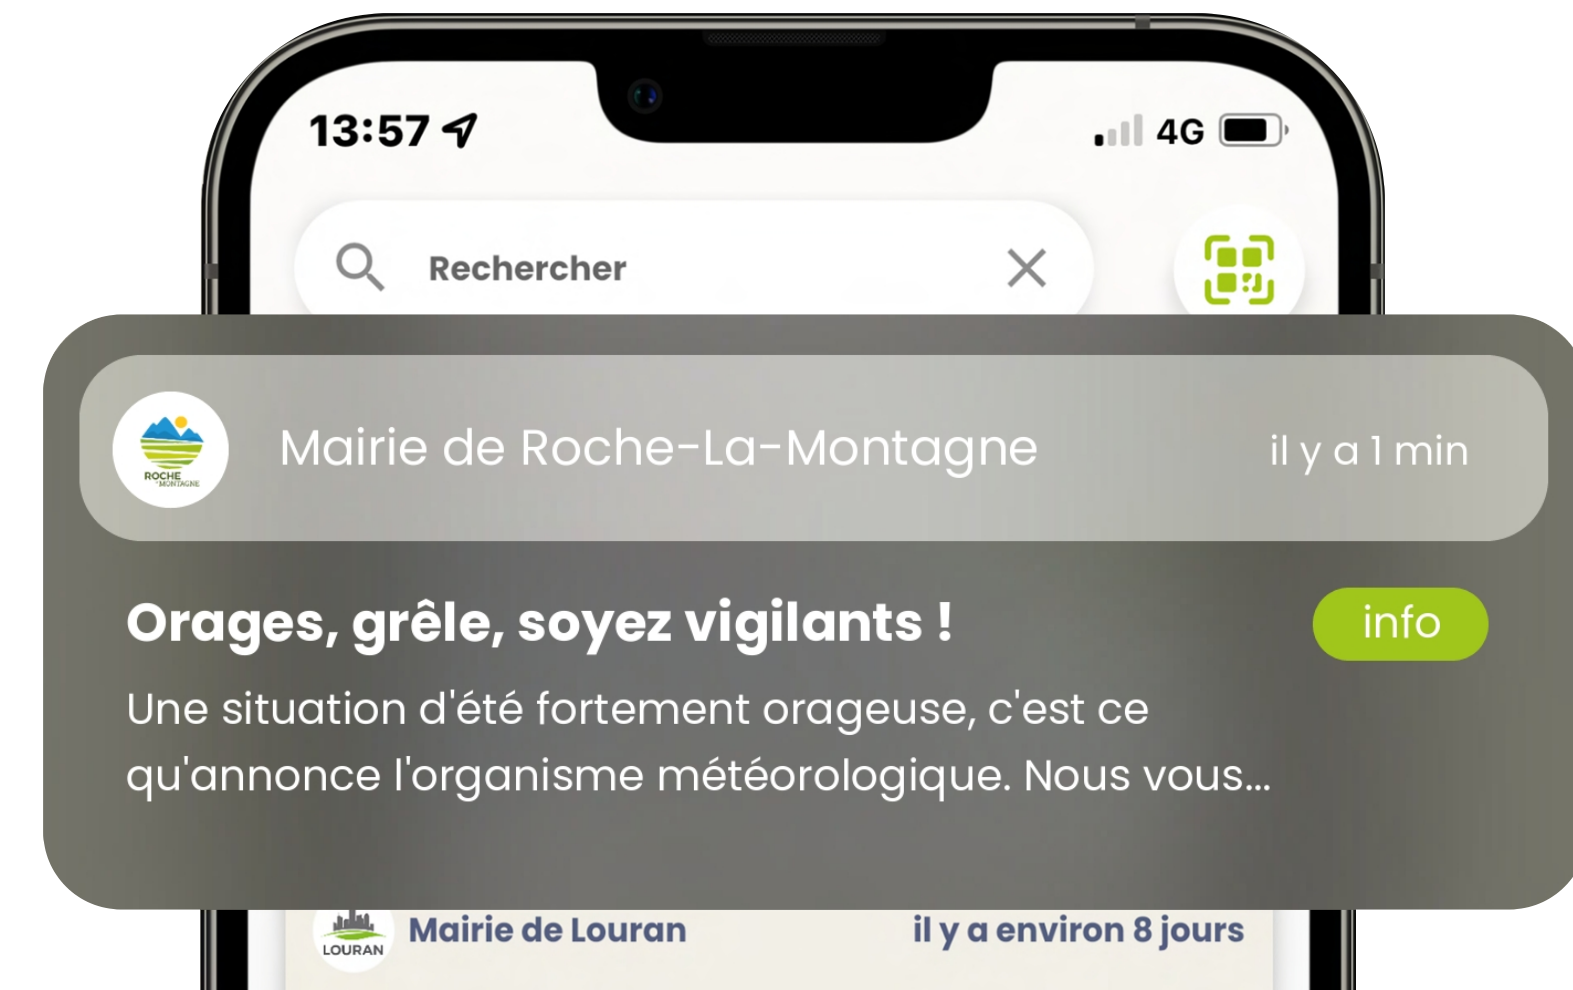 13:57 4G
Rechercher
ROCHE
LA MONTAGNE
Mairie de Roche-La-Montagne il y a 1 min
Orages, grêle, soyez vigilants ! info
Une situation d'été fortement orageuse, c'est ce
qu'annonce l'organisme météorologique. Nous vous...
LOURAN
Mairie de Louran il y a environ 8 jours